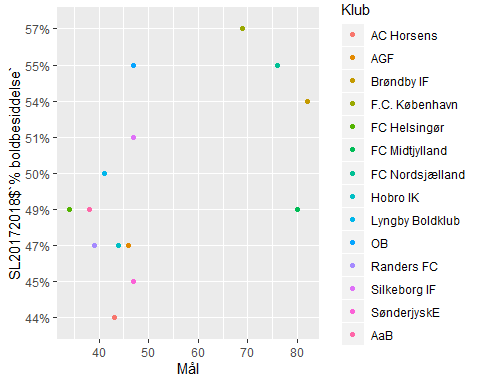 Klub
57%
55%
54%
51%
50%
49%
47%
45%
44%
SL20172018$`% boldbesiddelse`
40
50
60
70
80
Mål
AC Horsens
AGF
Brøndby IF
F.C. København
FC Helsingør
FC Midtjylland
FC Nordsjælland
Hobro IK
Lyngby Boldklub
OB
Randers FC
Silkeborg IF
SønderjyskE
AaB